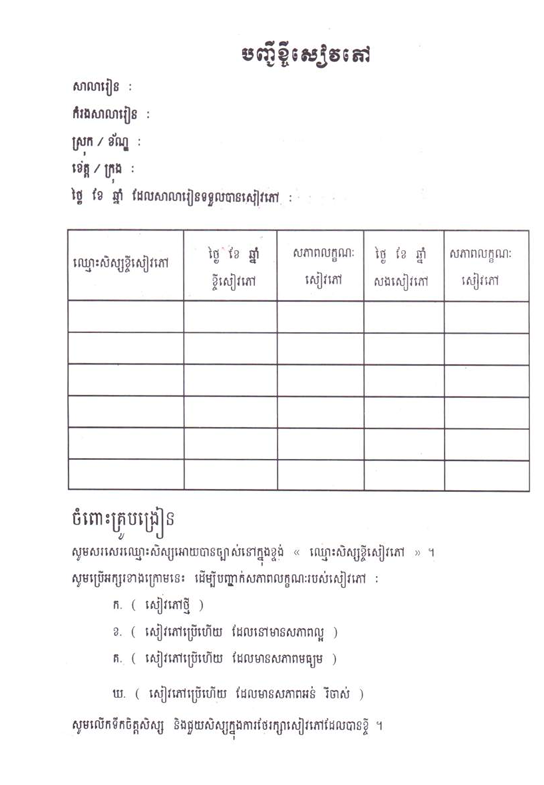 បញ្ជីខ្ចីសៀវភៅ
សាលារៀន :
កំរងសាលារៀន :
ស្រុក / ខ័ណ្ឌ :
ខេត្ត / ក្រុង :
ថ្ងៃ ខែ ឆ្នាំ ដែលសាលារៀនទទួលបានសៀវភៅ :
ឈ្មោះសិស្សខ្ចីសៀវភៅ
ថ្ងៃ ខែ ឆ្នាំ
ខ្ចីសៀវភៅ
សភាពលក្ខណៈ
សៀវភៅ
ថ្ងៃ ខែ ឆ្នាំ
សងសៀវភៅ
សភាពលក្ខណៈ
សៀវភៅ
ចំពោះគ្រូបង្រៀន
សូមសរសេរឈ្មោះសិស្សអោយបានច្បាស់នៅក្នុងខ្ទង់ « ឈ្មោះសិស្សខ្ចីសៀវភៅ » ។
សូមប្រើអក្សរខាងក្រោមនេះ ដើម្បីបញ្ជាក់សភាពលក្ខណៈរបស់សៀវភៅ :
ក. ( សៀវភៅថ្មី )
ខ. ( សៀវភៅប្រើហើយ ដែលនៅមានសភាពល្អ )
គ. ( សៀវភៅប្រើហើយ ដែលមានសភាពមធ្យម )
ឃ. ( សៀវភៅប្រើហើយ ដែលមានសភាពអន់ រឺចាស់ )
សូមលើកទឹកចិត្តសិស្ស និងជួយសិស្សក្នុងការថែរក្សាសៀវភៅដែលបានខ្ចី ។